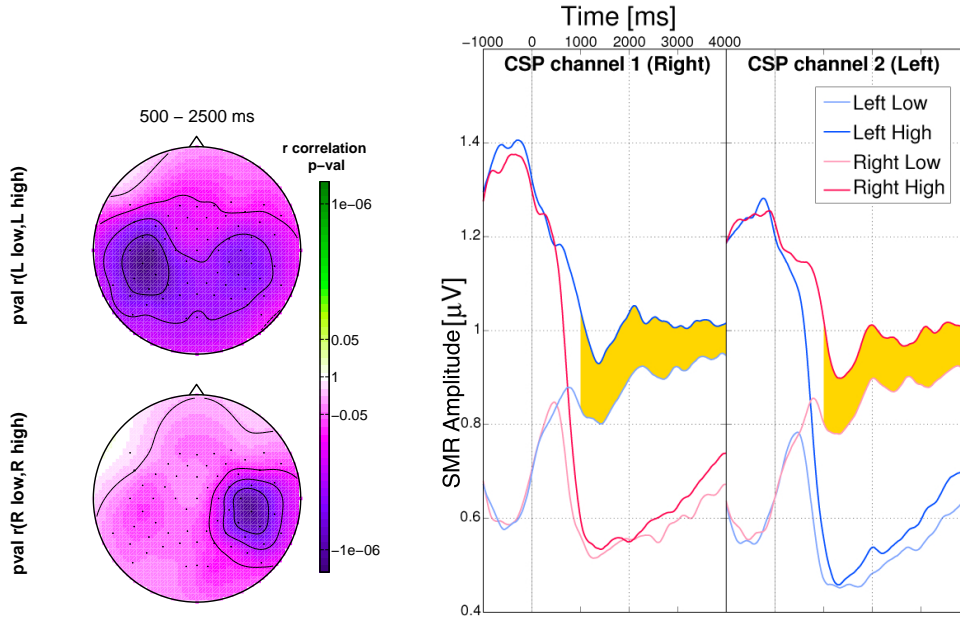 Time [ms]
−1000 0 1000 2000 3000 4000
CSP channel 1 (Right)
CSP channel 2 (Left)
Left Low
Left High
Right Low
Right High
500 − 2500 ms
r correlation
p−val
1e−06
0.05
1
−0.05
−1e−06
pval r(L low,L high)
pval r(R low,R high)
SMR Amplitude[μV]
1.4
1.2
1
0.8
0.6
0.4